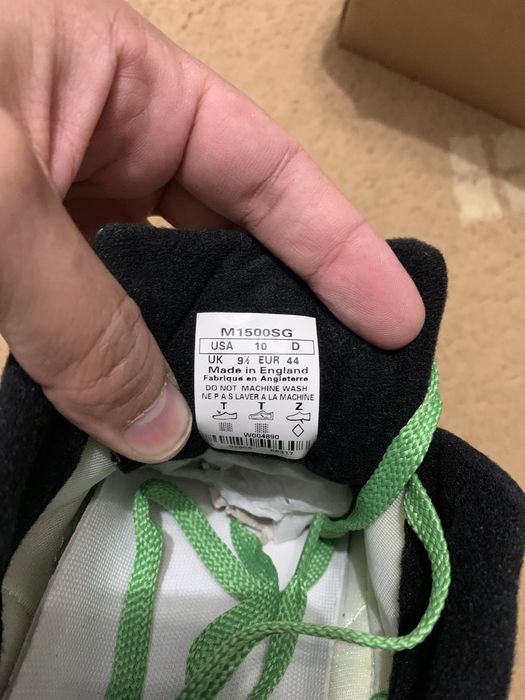 M1500SG
USA 10 D
UK 9½ EUR 44
Made in England
Fabriqué en Angleterre
DO NOT MACHINE WASH
NE PAS LAVER A LA MACHINE
T T Z
W004890